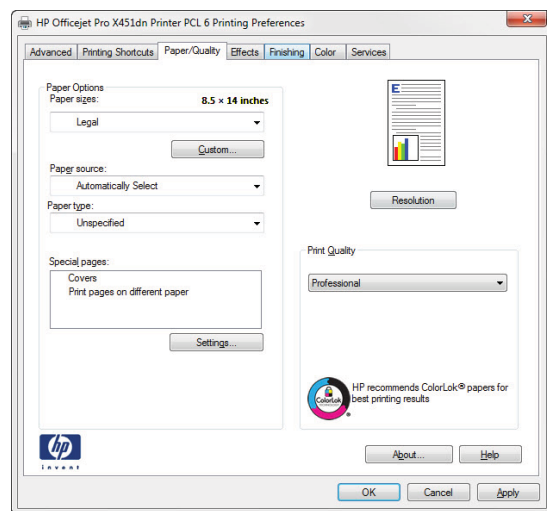 HP Officejet Pro X451dn Printer PCL 6 Printing Preferences
Advanced Printing Shortcuts Paper/Quality Effects Finishing Color Services
Paper Options
Paper sizes: 8.5 × 14 inches
Legal
Custom...
Paper source:
Automatically Select
Paper type:
Unspecified
Special pages:
Covers
Print pages on different paper
Settings...
E
Resolution
Print Quality
Professional
ColorLok
HP recommends ColorLok® papers for
best printing results
hp
invent
About... Help
OK Cancel Apply